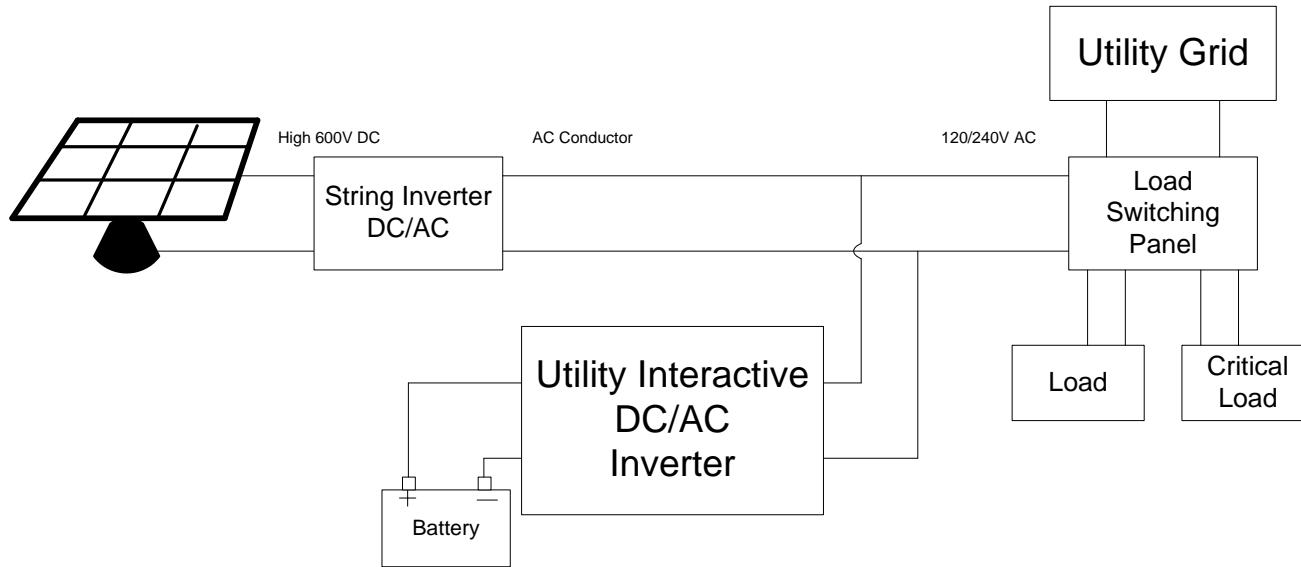 Utility Grid
High 600V DC
AC Conductor
120/240V AC
String Inverter
DC/AC
Load
Switching
Panel
Utility Interactive
DC/AC
Inverter
Load
Critical
Load
+
—
Battery